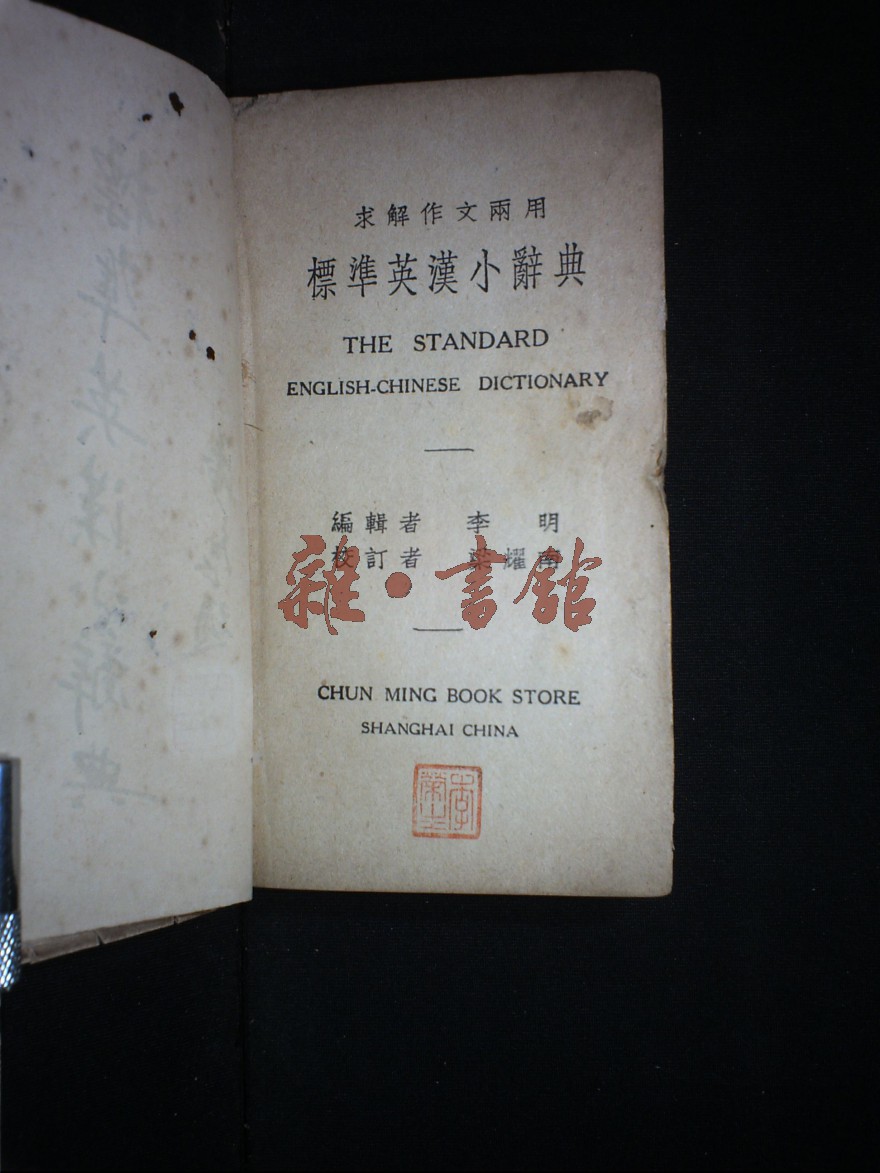 求解作文兩用
標準英漢小辭典
THE STANDARD
ENGLISH-CHINESE DICTIONARY
編輯者 李 明
校訂者 梁耀南
雜·書館
CHUN MING BOOK STORE
SHANGHAI CHINA